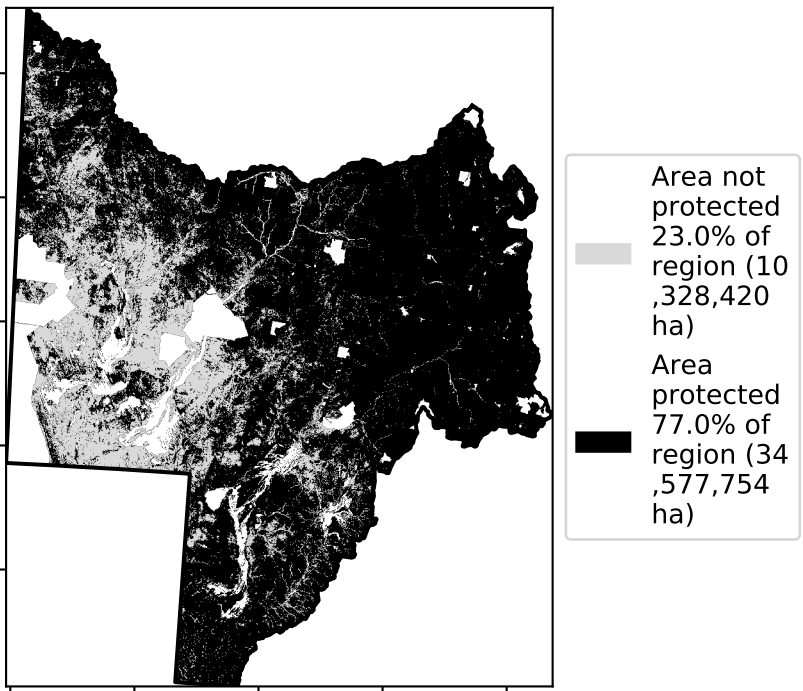 Area not
protected
23.0% of
region (10
,328,420
ha)
Area
protected
77.0% of
region (34
,577,754
ha)